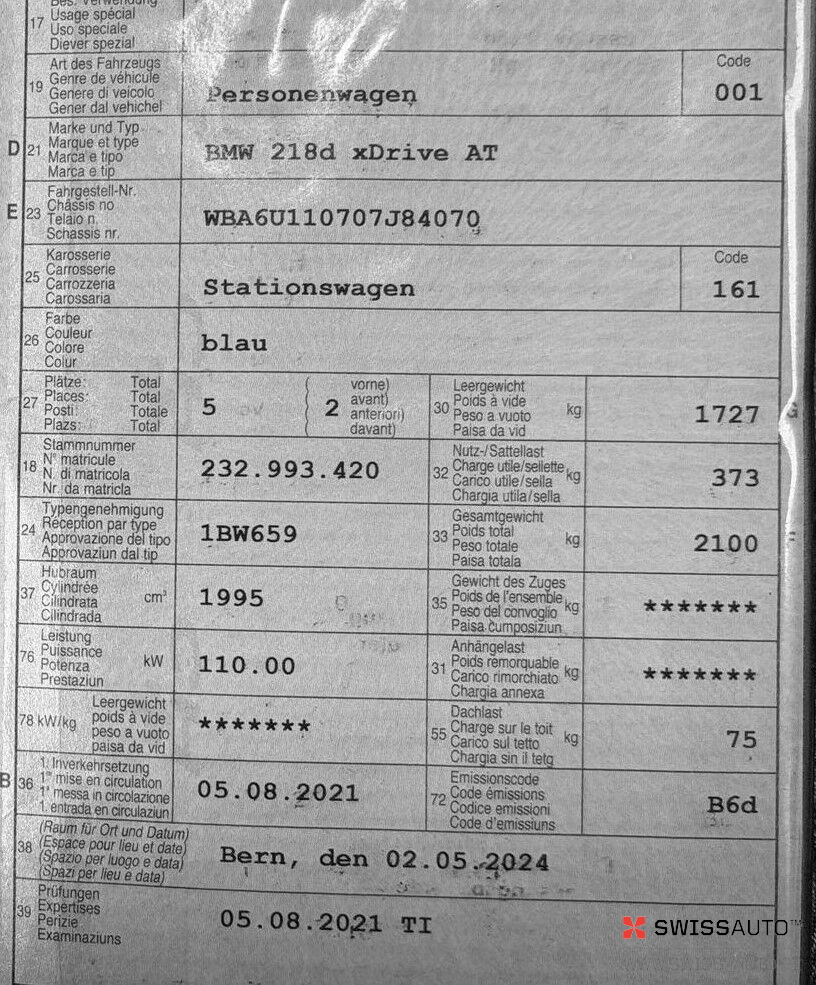 Bes. Verwendung
17 Usage spécial
Uso speciale
Diever spezial
19 Art des Fahrzeugs
Genre de véhicule
Genere di veicolo
Gener dal vehichel
Personenwagen
Code
001
D 21 Marke und Typ
Marque et type
Marca e tipo
Marca e tip
BMW 218d xDrive AT
E 23 Fahrgestell-Nr.
Châssis no
Telaio n.
Schassis nr.
WBA6U110707J84070
25 Karosserie
Carrosserie
Carrozzeria
Carossaria
Stationswagen
Code
161
26 Farbe
Couleur
Colore
Colur
blau
27 Plätze: Total
Places: Total
Posti: Totale
Plazs: Total
5
( 2 vorne)
avant)
anteriori)
davant)
30 Leergewicht
Poids à vide
Peso a vuoto
Paisa da vid
kg
1727
G
18 Stammnummer
N° matricule
N. di matricola
Nr. da matricla
232.993.420
32 Nutz-/Sattellast
Charge utile/sellette
Carico utile/sella
Chargia utila/sella
kg
373
24 Typengenehmigung
Réception par type
Approvazione del tipo
Approvaziun dal tip
1BW659
33 Gesamtgewicht
Poids total
Peso totale
Paisa totala
kg
2100
F
37 Hubraum
Cylindrée
Cilindrata
Cilindrada
cm³
1995
35 Gewicht des Zuges
Poids de l'ensemble
Peso del convoglio
Paisa cumposiziun
kg
*******
76 Leistung
Puissance
Potenza
Prestaziun
kW
110.00
31 Anhängelast
Poids remorquable
Carico rimorchiato
Chargia annexa
kg
*******
78 kW/kg
Leergewicht
poids à vide
peso a vuoto
paisa da vid
*******
55 Dachlast
Charge sur le toit
Carico sul tetto
Chargia sin il tetg
kg
75
B 36 1. Inverkehrsetzung
1re mise en circulation
1a messa in circolazione
1. entrada en circulaziun
05.08.2021
72 Emissionscode
Code émissions
Codice emissioni
Code d'emissiuns
B6d
38 (Raum für Ort und Datum)
(Espace pour lieu et date)
(Spazio per luogo e data)
(Spazi per lieu e data)
Bern, den 02.05.2024
39 Prüfungen
Expertises
Perizie
Examinaziuns
05.08.2021 TI
SWISSAUTO™